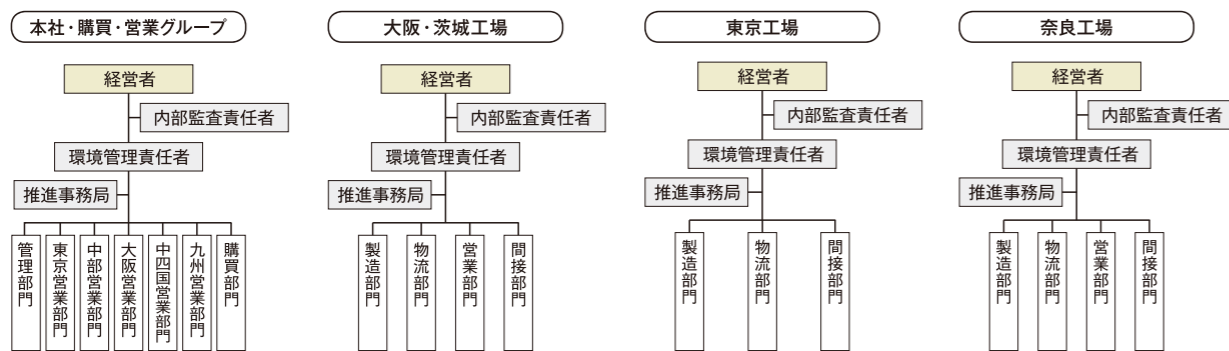 本社・購買・営業グループ
経営者
内部監査責任者
環境管理責任者
推進事務局
管理部門
東京営業部門
中部営業部門
大阪営業部門
中四国営業部門
九州営業部門
購買部門
大阪・茨城工場
経営者
内部監査責任者
環境管理責任者
推進事務局
製造部門
物流部門
営業部門
間接部門
東京工場
経営者
内部監査責任者
環境管理責任者
推進事務局
製造部門
物流部門
間接部門
奈良工場
経営者
内部監査責任者
環境管理責任者
推進事務局
製造部門
物流部門
営業部門
間接部門